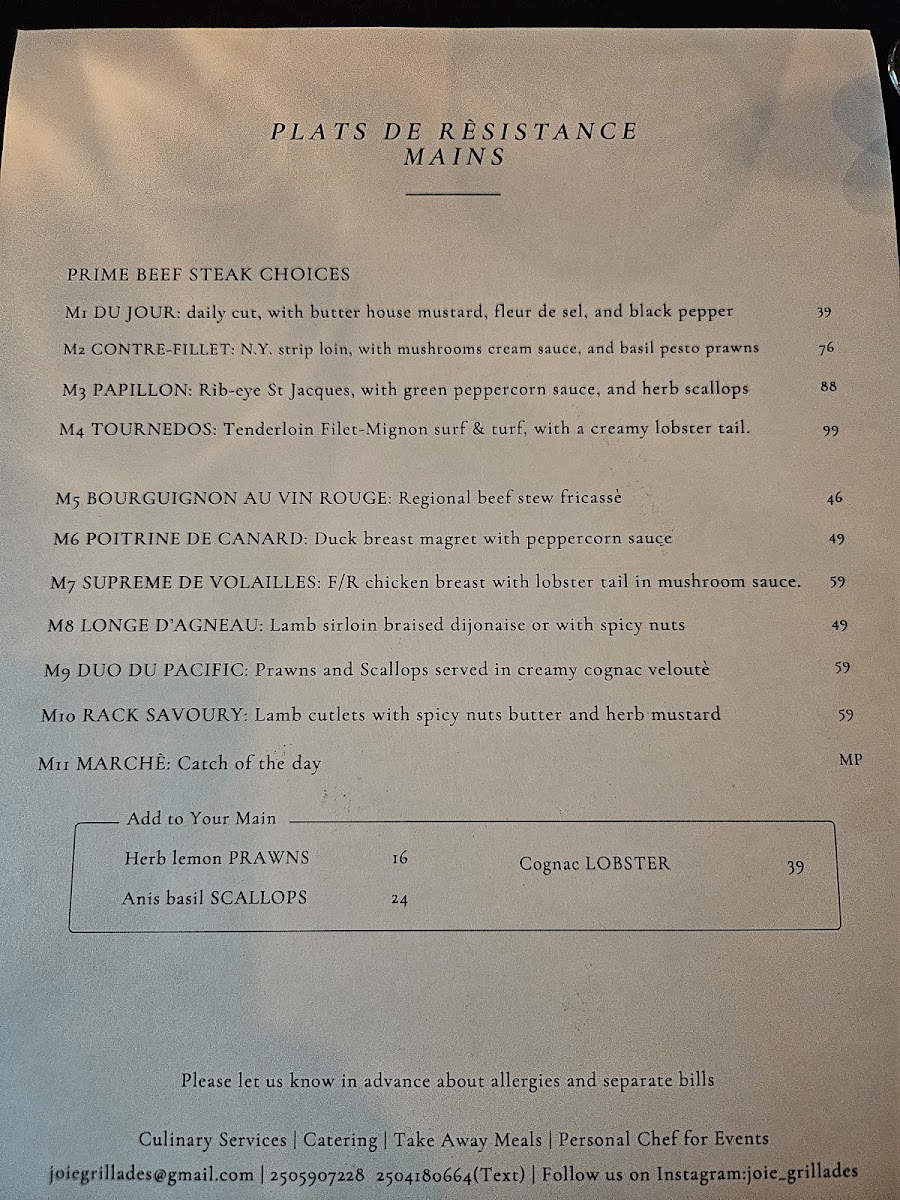 PLATS DE RÈSISTANCE
MAINS
PRIME BEEF STEAK CHOICES
M1 DU JOUR: daily cut, with butter house mustard, fleur de sel, and black pepper 39
M2 CONTRE-FILLET: N.Y. strip loin, with mushrooms cream sauce, and basil pesto prawns 76
M3 PAPILLON: Rib-eye St Jacques, with green peppercorn sauce, and herb scallops 88
M4 TOURNEDOS: Tenderloin Filet-Mignon surf & turf, with a creamy lobster tail. 99
M5 BOURGUIGNON AU VIN ROUGE: Regional beef stew fricassè 46
M6 POITRINE DE CANARD: Duck breast magret with peppercorn sauce 49
M7 SUPREME DE VOLAILLES: F/R chicken breast with lobster tail in mushroom sauce. 59
M8 LONGE D'AGNEAU: Lamb sirloin braised dijonaise or with spicy nuts 49
M9 DUO DU PACIFIC: Prawns and Scallops served in creamy cognac veloutè 59
M10 RACK SAVOURY: Lamb cutlets with spicy nuts butter and herb mustard 59
M11 MARCHÈ: Catch of the day MP
Add to Your Main
Herb lemon PRAWNS 16
Cognac LOBSTER 39
Anis basil SCALLOPS 24
Please let us know in advance about allergies and separate bills
Culinary Services | Catering | Take Away Meals | Personal Chef for Events
joiegrillades@gmail.com | 2505907228 2504180664(Text) | Follow us on Instagram:joie_grillades